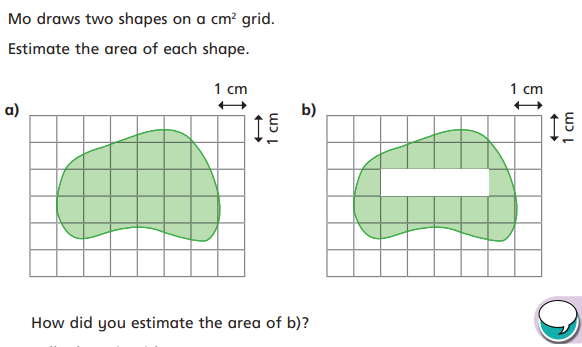 Mo draws two shapes on a cm² grid.
Estimate the area of each shape.
1 cm
1 cm
a)
1 cm
b)
1 cm
How did you estimate the area of b)?